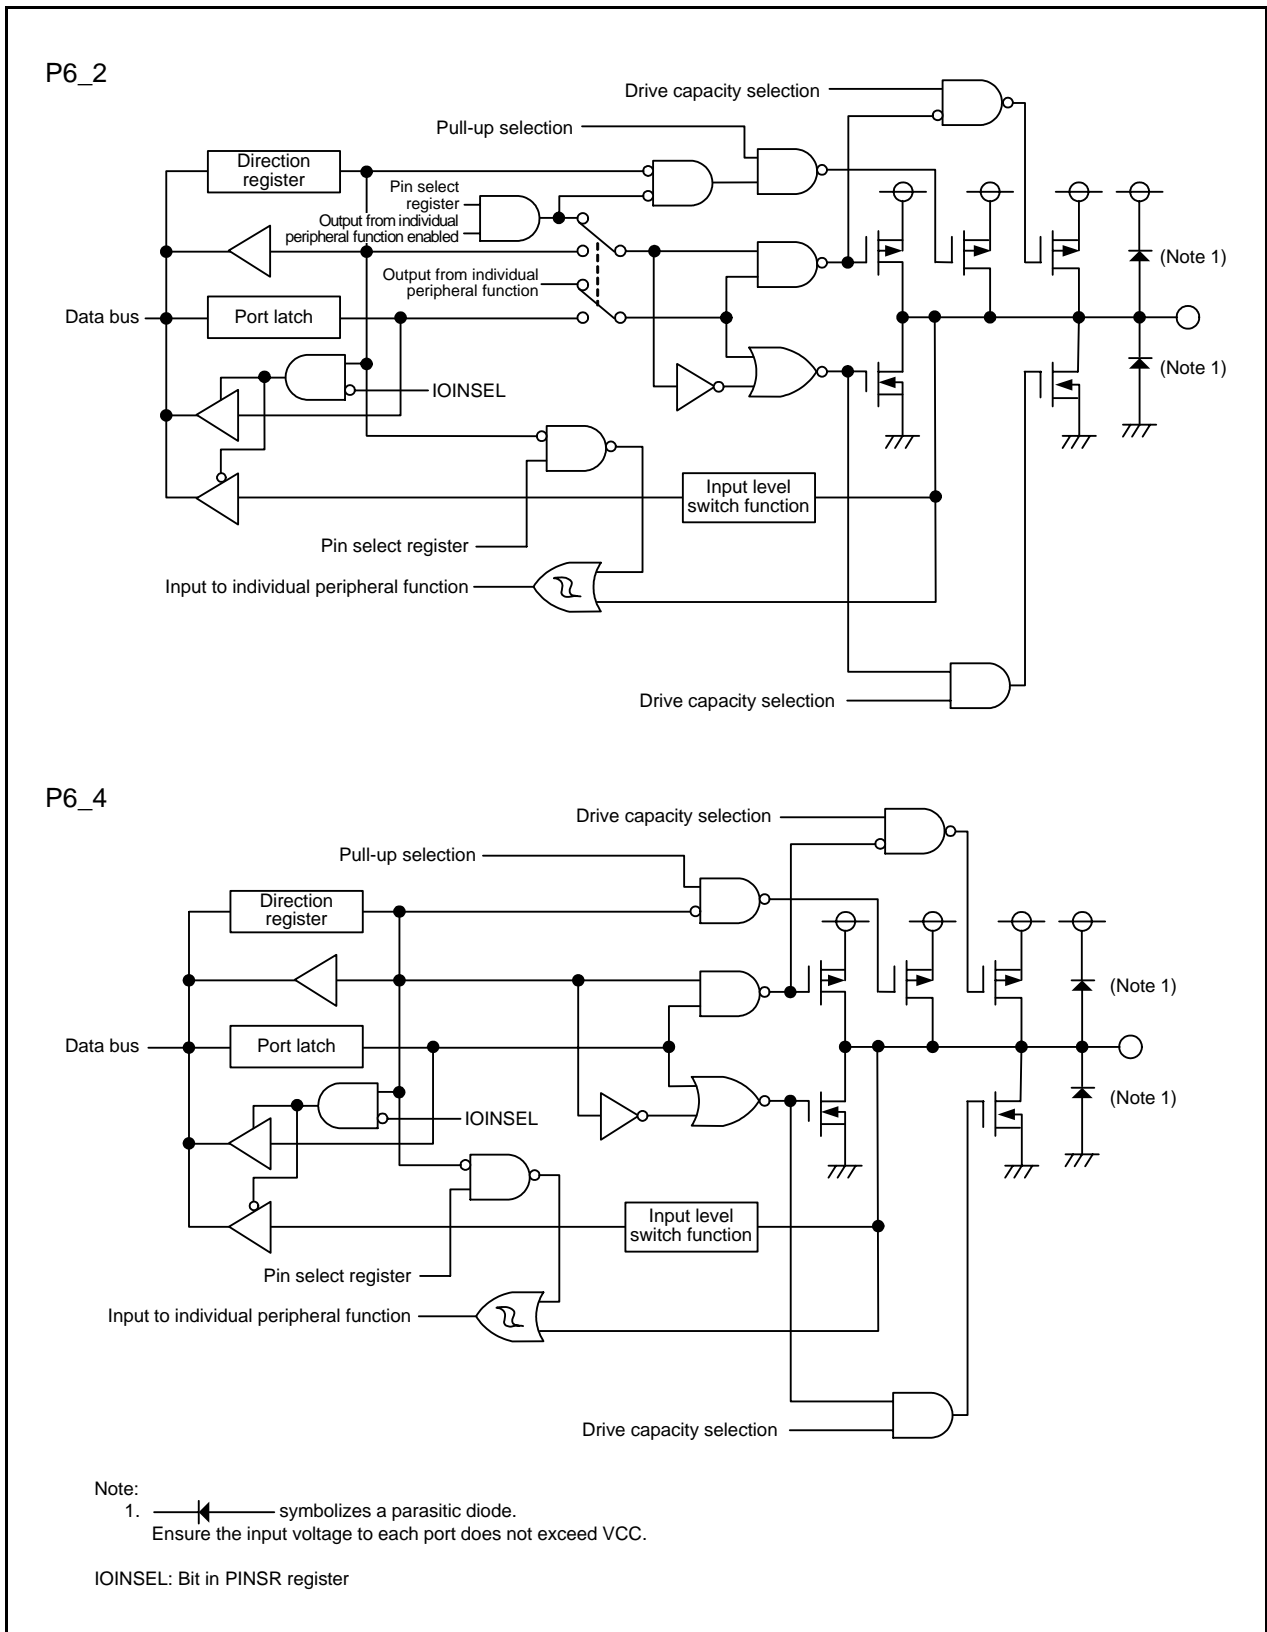 P6_2
Drive capacity selection
Pull-up selection
Direction
register
Pin select
register
Output from individual
peripheral function enabled
(Note 1)
Output from individual
peripheral function
Data bus
Port latch
(Note 1)
IOINSEL
Input level
switch function
Pin select register
Input to individual peripheral function
Drive capacity selection
P6_4
Drive capacity selection
Pull-up selection
Direction
register
(Note 1)
Data bus
Port latch
(Note 1)
IOINSEL
Input level
switch function
Pin select register
Input to individual peripheral function
Drive capacity selection
Note:
1. symbolizes a parasitic diode.
Ensure the input voltage to each port does not exceed VCC.
IOINSEL: Bit in PINSR register